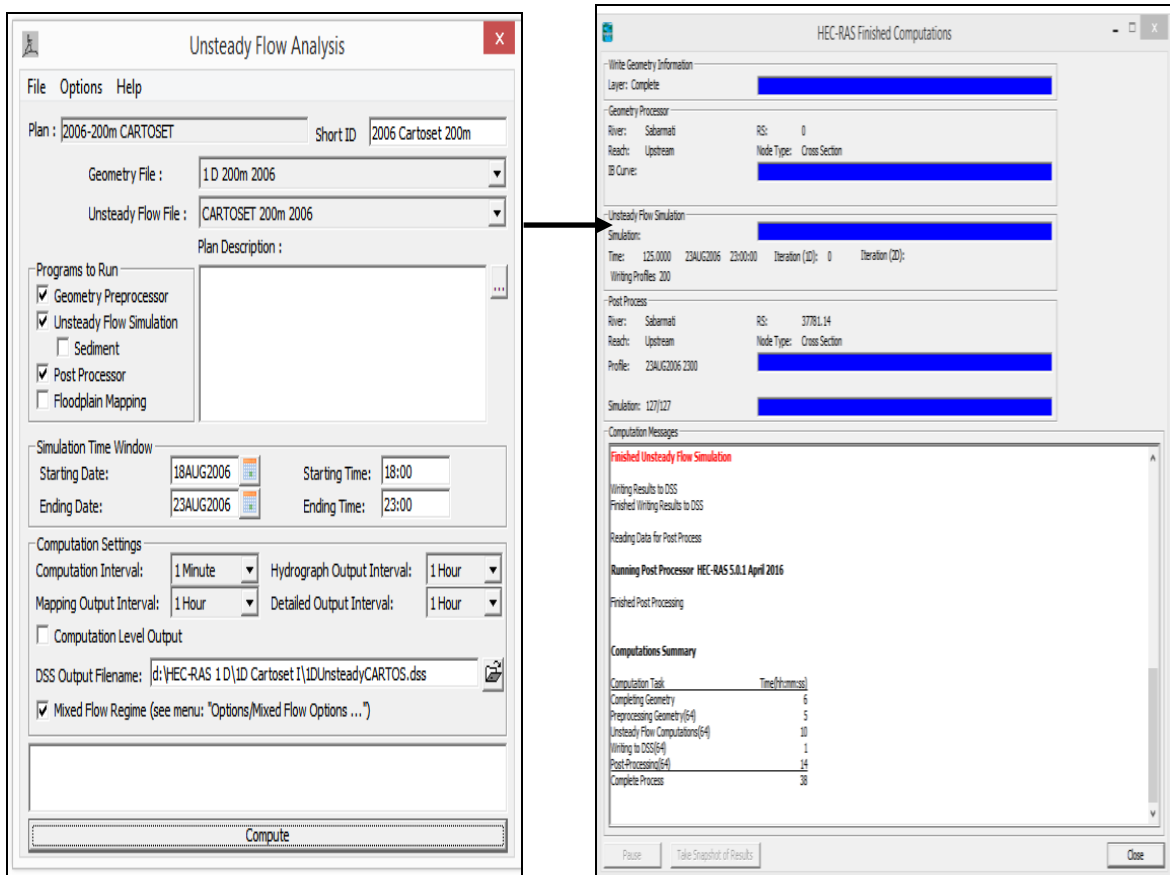 Unsteady Flow Analysis
X
File Options Help
Plan : 2006-200m CARTOSET Short ID 2006 Cartoset 200m
Geometry File : 1D 200m 2006
Unsteady Flow File : CARTOSET 200m 2006
Plan Description :
Programs to Run
Geometry Preprocessor
...
Unsteady Flow Simulation
Sediment
Post Processor
Floodplain Mapping
Simulation Time Window
Starting Date: 18AUG2006 Starting Time: 18:00
Ending Date: 23AUG2006 Ending Time: 23:00
Computation Settings
Computation Interval: 1 Minute Hydrograph Output Interval: 1 Hour
Mapping Output Interval: 1 Hour Detailed Output Interval: 1 Hour
Computation Level Output
DSS Output Filename: d:\HEC-RAS 1D\1D Cartoset I\1DUnsteadyCARTOS.dss
Mixed Flow Regime (see menu: "Options/Mixed Flow Options ...")
Compute
HEC-RAS Finished Computations
X
Write Geometry Information
Layer: Complete
Geometry Processor
River: Sabarmati RS: 0
Reach: Upstream Node Type: Cross Section
IB Curve:
Unsteady Flow Simulation
Simulation:
Time: 125.0000 23AUG2006 23:00:00 Iteration (1D): 0 Iteration (2D):
Writing Profiles 200
Post Process
River: Sabarmati RS: 37781.14
Reach: Upstream Node Type: Cross Section
Profile: 23AUG2006 2300
Simulation: 127/127
Computation Messages
Finished Unsteady Flow Simulation
Writing Results to DSS
Finished Writing Results to DSS
Reading Data for Post Process
Running Post Processor HEC-RAS 5.0.1 April 2016
Finished Post Processing
Computations Summary
Computation Task Time(hh:mm:ss)
Completing Geometry 6
Preprocessing Geometry(64) 5
Unsteady Flow Computations(64) 10
Writing to DSS(64) 1
Post-Processing(64) 14
Complete Process 38
Pause Take Snapshot of Results Close